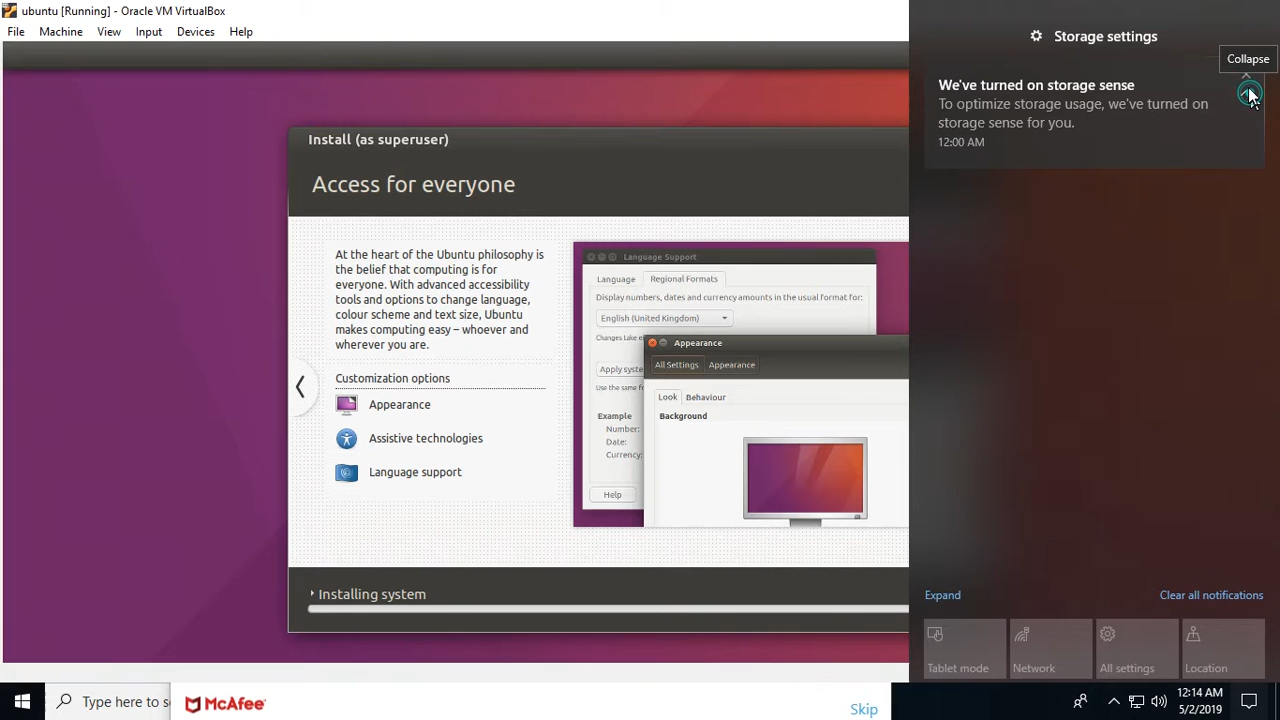 ubuntu [Running] - Oracle VM VirtualBox
File Machine View Input Devices Help
Install (as superuser)
Access for everyone
At the heart of the Ubuntu philosophy is
the belief that computing is for
everyone. With advanced accessibility
tools and options to change language,
colour scheme and text size, Ubuntu
makes computing easy – whoever and
wherever you are.
Customization options
Appearance
Assistive technologies
Language support
Language Support
Language Regional Formats
Display numbers, dates and currency amounts in the usual format for:
English (United Kingdom)
Changes take
Apply syste
Use the same
Example
Number:
Date:
Currency:
Help
Appearance
All Settings Appearance
Look Behaviour
Background
Installing system
Storage settings
Collapse
We've turned on storage sense
To optimize storage usage, we've turned on
storage sense for you.
12:00 AM
Expand Clear all notifications
Tablet mode Network All settings Location
Type here to s
McAfee
Skip
12:14 AM
5/2/2019